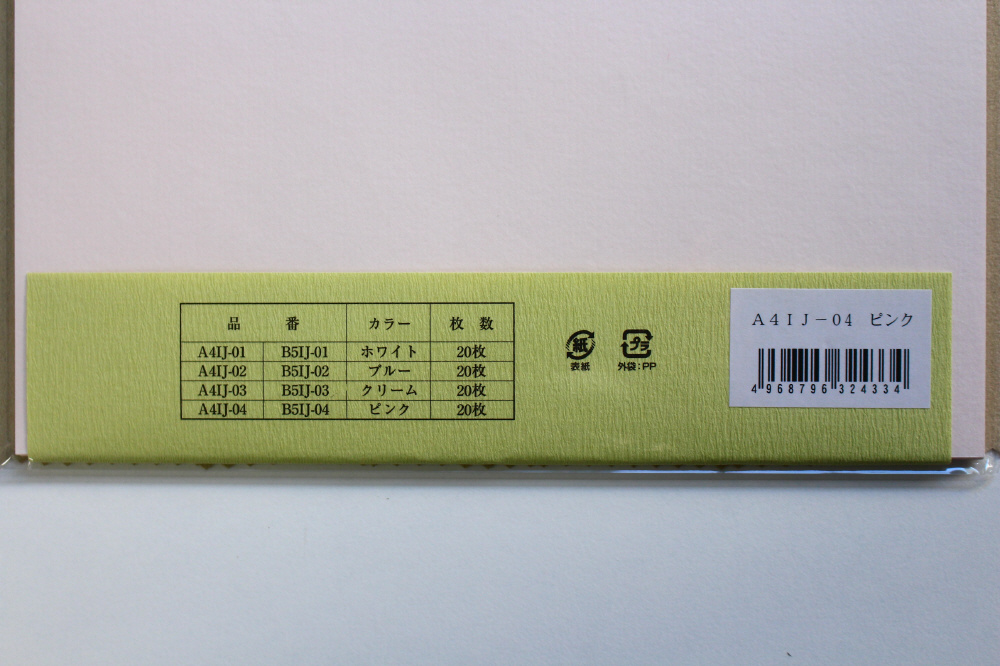 品番 カラー 枚数
A4IJ-01 B5IJ-01 ホワイト 20枚
A4IJ-02 B5IJ-02 ブルー 20枚
A4IJ-03 B5IJ-03 クリーム 20枚
A4IJ-04 B5IJ-04 ピンク 20枚
紙
表紙
プラ
外袋:PP
A4IJ-04 ピンク
4968796324334